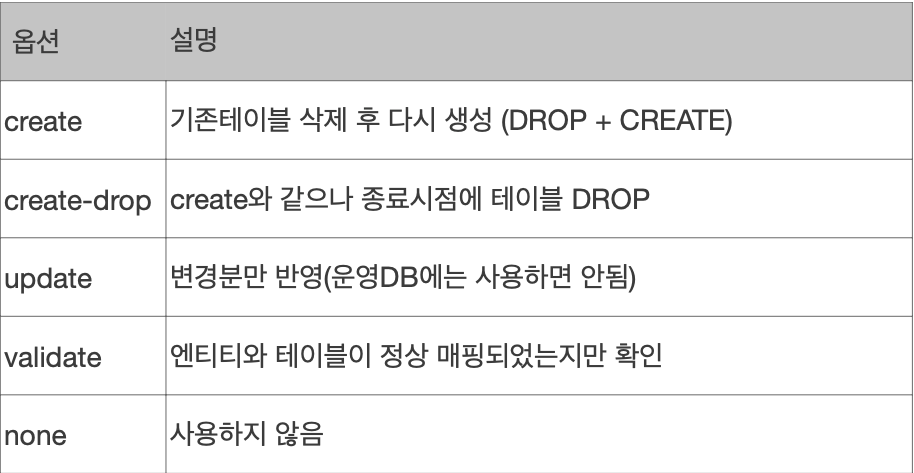 옵션 설명
create 기존테이블 삭제 후 다시 생성 (DROP + CREATE)
create-drop create와 같으나 종료시점에 테이블 DROP
update 변경분만 반영(운영DB에는 사용하면 안됨)
validate 엔티티와 테이블이 정상 매핑되었는지만 확인
none 사용하지 않음